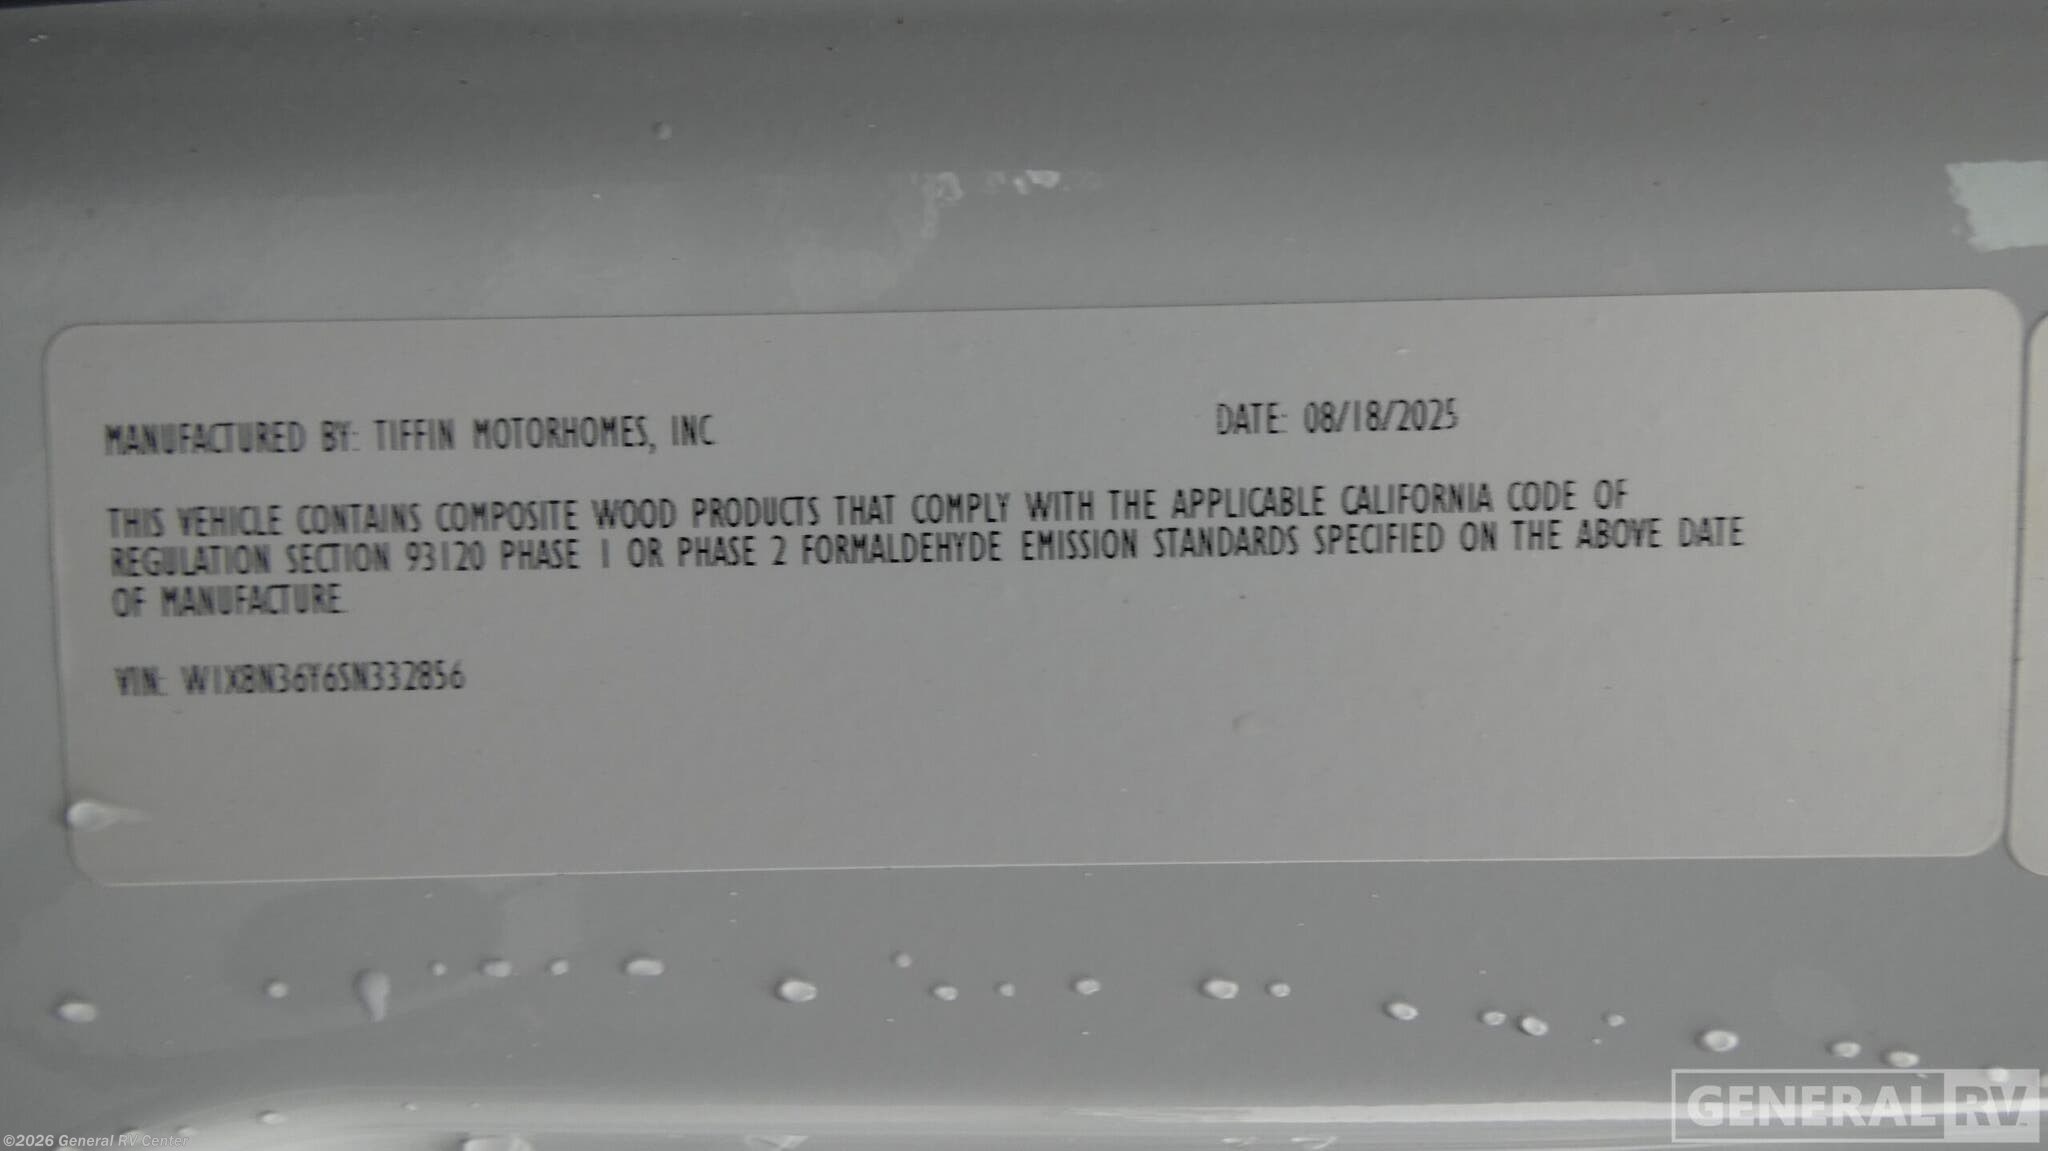 MANUFACTURED BY: TIFFIN MOTORHOMES, INC
DATE: 08/18/2025
THIS VEHICLE CONTAINS COMPOSITE WOOD PRODUCTS THAT COMPLY WITH THE APPLICABLE CALIFORNIA CODE OF
REGULATION SECTION 93120 PHASE 1 OR PHASE 2 FORMALDEHYDE EMISSION STANDARDS SPECIFIED ON THE ABOVE DATE
OF MANUFACTURE.
VIN: W1X8N36Y6SN332856
GENERAL RV
©2026 General RV Center